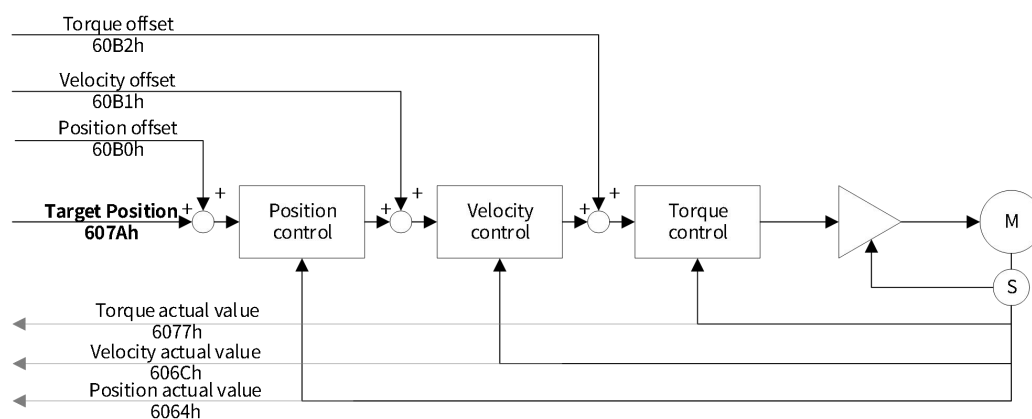 Torque offset
60B2h
Velocity offset
60B1h
Position offset
60B0h
+
+
+
+
+
+
Target Position
607Ah
Position
control
Velocity
control
Torque
control
M
S
Torque actual value
6077h
Velocity actual value
606Ch
Position actual value
6064h